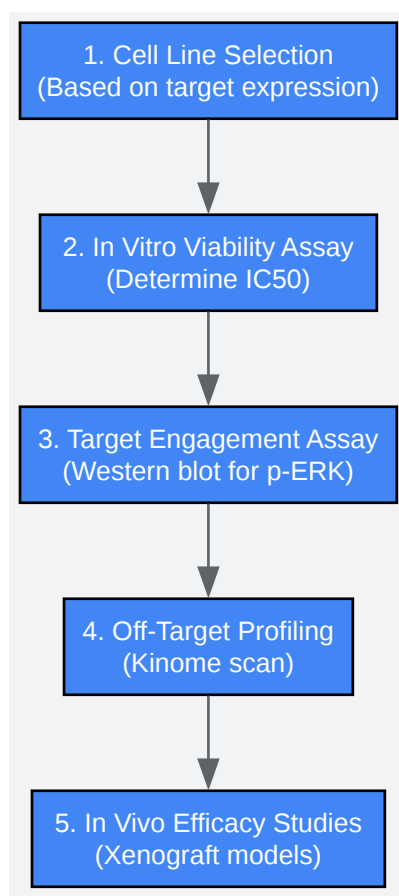 1. Cell Line Selection
(Based on target expression)
2. In Vitro Viability Assay
(Determine IC50)
3. Target Engagement Assay
(Western blot for p-ERK)
4. Off-Target Profiling
(Kinome scan)
5. In Vivo Efficacy Studies
(Xenograft models)